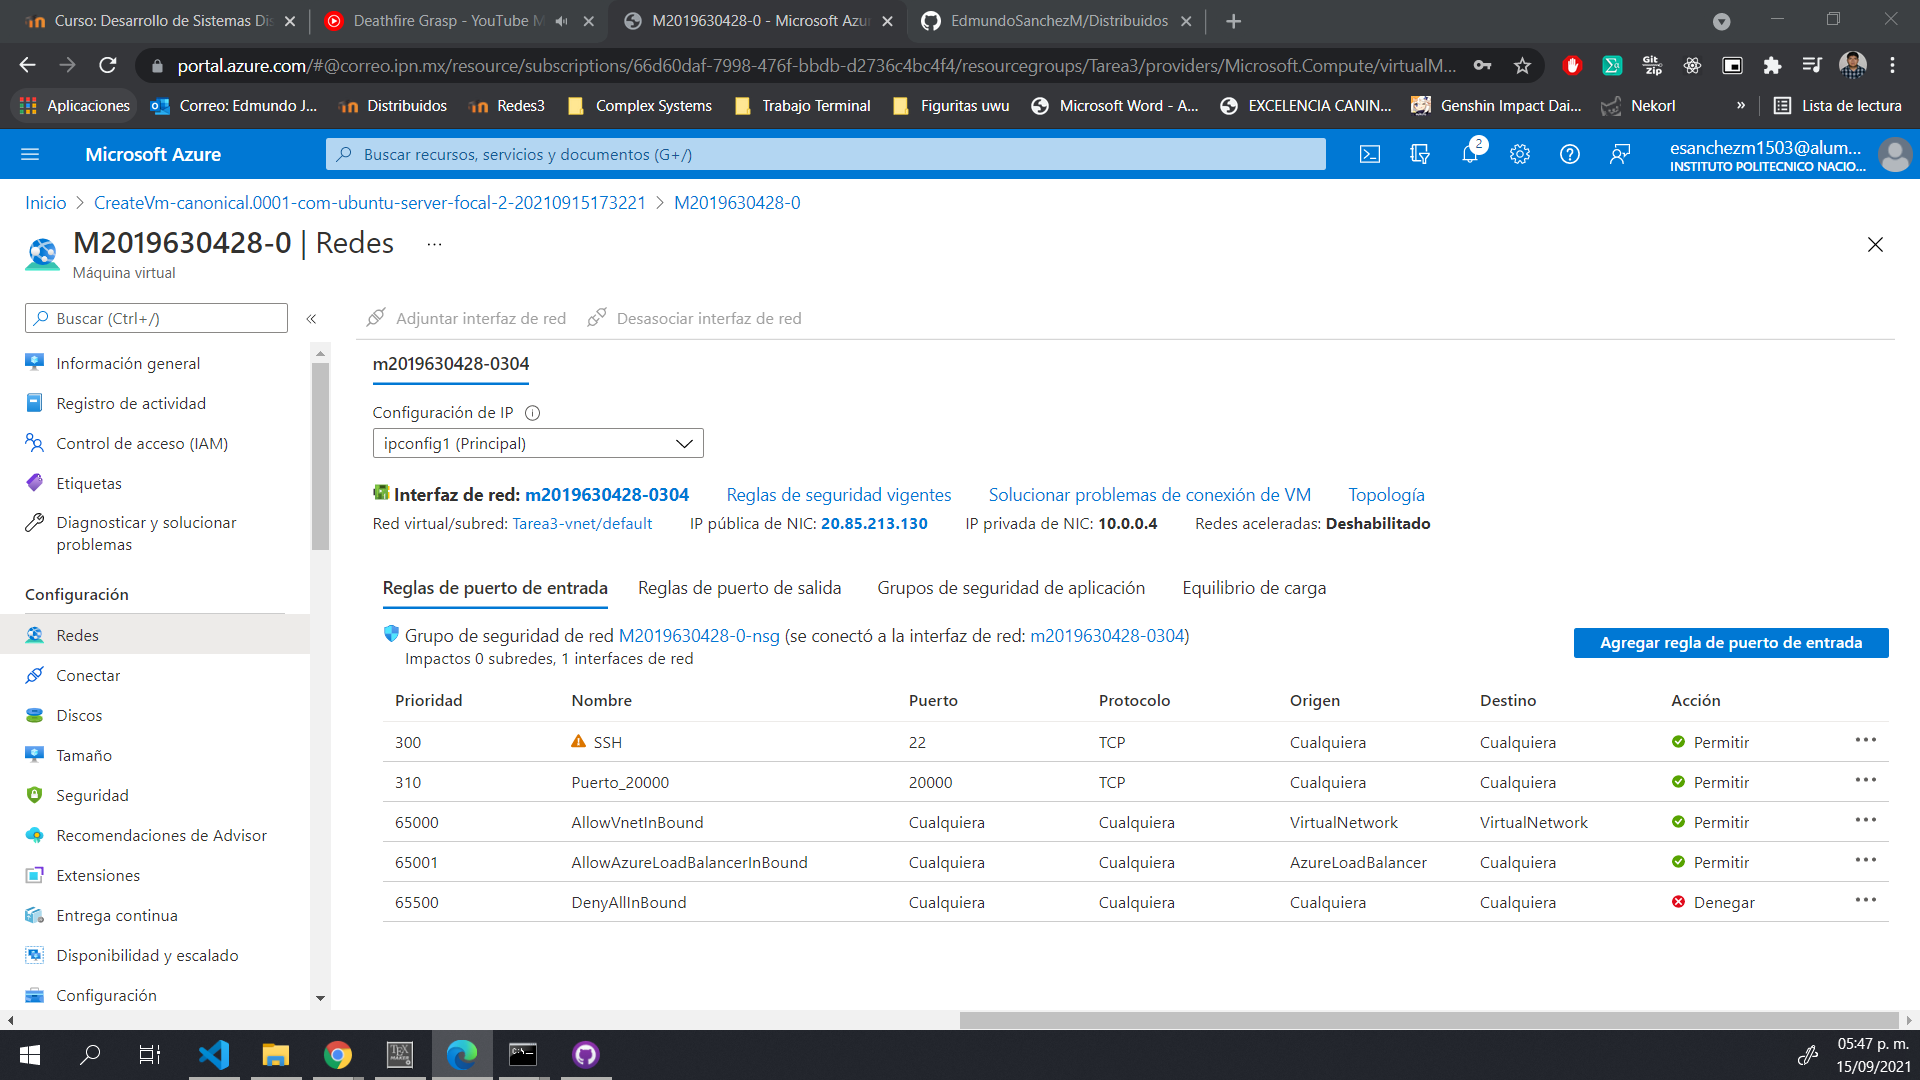 Curso: Desarrollo de Sistemas Dis
Deathfire Grasp - YouTube M
M2019630428-0 - Microsoft Azur
EdmundoSanchezM/Distribuidos
portal.azure.com/#@correo.ipn.mx/resource/subscriptions/66d60daf-7998-476f-bbdb-d2736c4bc4f4/resourcegroups/Tarea3/providers/Microsoft.Compute/virtualM...
Aplicaciones
Correo: Edmundo J...
Distribuidos
Redes3
Complex Systems
Trabajo Terminal
Figuritas uwu
Microsoft Word - A...
EXCELENCIA CANIN...
Genshin Impact Dai...
Nekorl
»
Lista de lectura
Microsoft Azure
Buscar recursos, servicios y documentos (G+/)
2
esanchezm1503@alum...
INSTITUTO POLITECNICO NACIO...
Inicio > CreateVm-canonical.0001-com-ubuntu-server-focal-2-20210915173221 > M2019630428-0
M2019630428-0 | Redes ...
Máquina virtual
Buscar (Ctrl+/)
«
Información general
Registro de actividad
Control de acceso (IAM)
Etiquetas
Diagnosticar y solucionar
problemas
Configuración
Redes
Conectar
Discos
Tamaño
Seguridad
Recomendaciones de Advisor
Extensiones
Entrega continua
Disponibilidad y escalado
Configuración
Adjuntar interfaz de red
Desasociar interfaz de red
m2019630428-0304
Configuración de IP
ipconfig1 (Principal)
Interfaz de red: m2019630428-0304 Reglas de seguridad vigentes Solucionar problemas de conexión de VM Topología
Red virtual/subred: Tarea3-vnet/default IP pública de NIC: 20.85.213.130 IP privada de NIC: 10.0.0.4 Redes aceleradas: Deshabilitado
Reglas de puerto de entrada Reglas de puerto de salida Grupos de seguridad de aplicación Equilibrio de carga
Grupo de seguridad de red M2019630428-0-nsg (se conectó a la interfaz de red: m2019630428-0304)
Impactos 0 subredes, 1 interfaces de red
Agregar regla de puerto de entrada
Prioridad Nombre Puerto Protocolo Origen Destino Acción
300 SSH 22 TCP Cualquiera Cualquiera Permitir ...
310 Puerto_20000 20000 TCP Cualquiera Cualquiera Permitir ...
65000 AllowVnetInBound Cualquiera Cualquiera VirtualNetwork VirtualNetwork Permitir ...
65001 AllowAzureLoadBalancerInBound Cualquiera Cualquiera AzureLoadBalancer Cualquiera Permitir ...
65500 DenyAllInBound Cualquiera Cualquiera Cualquiera Cualquiera Denegar ...
05:47 p. m.
15/09/2021